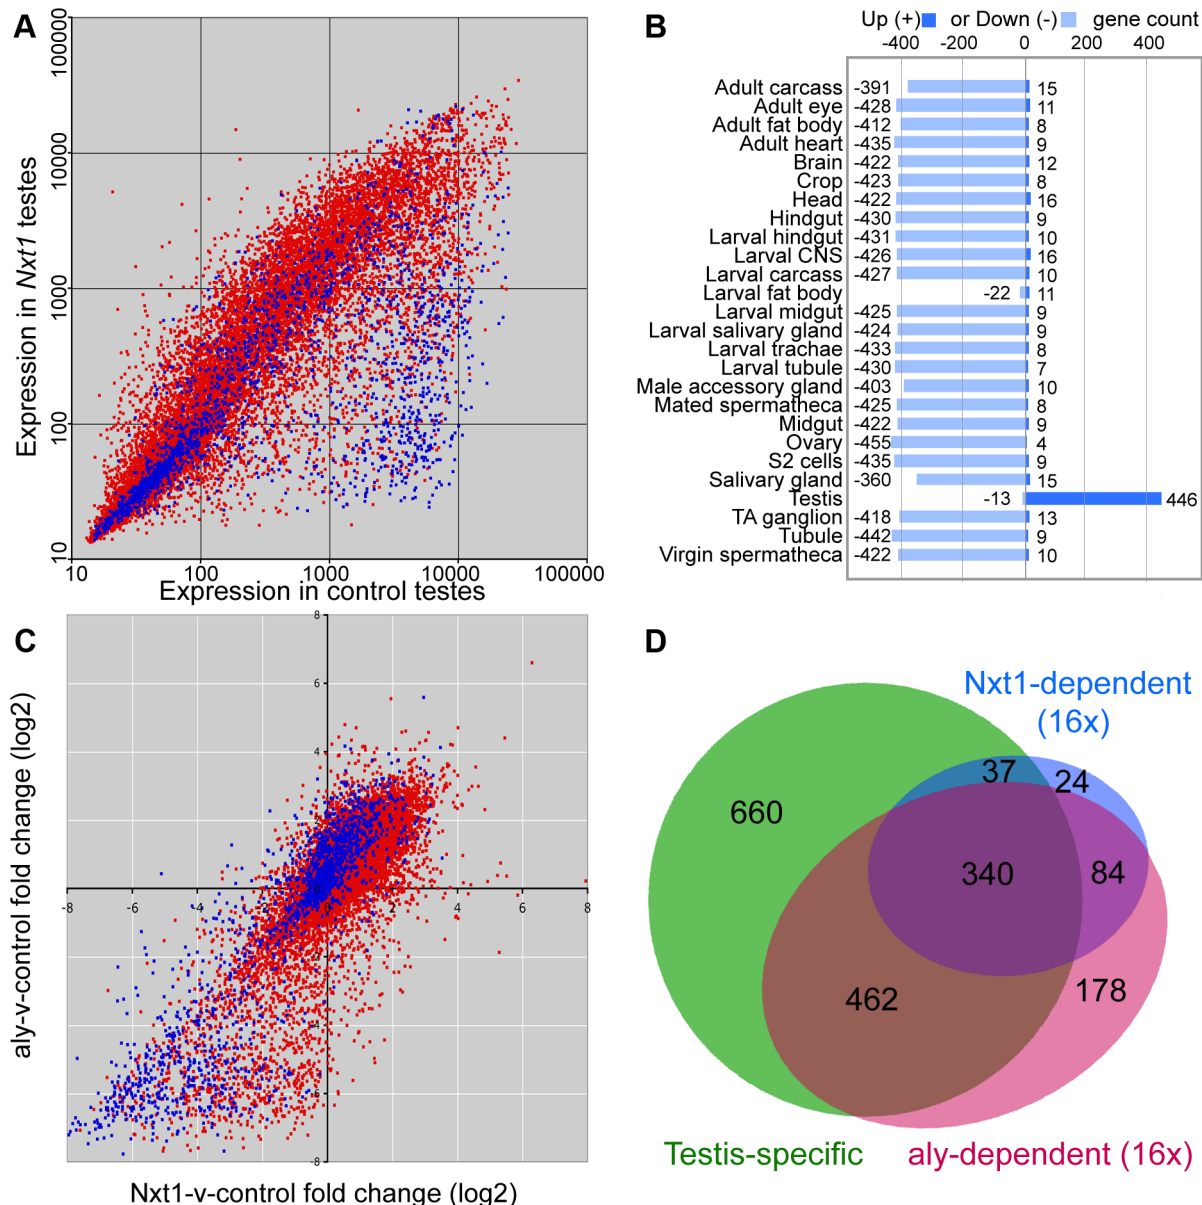 A
100000
10000
1000
100
10
Expression in Nxt1 testes
10 100 1000 10000 100000
Expression in control testes
B
Up (+) or Down (-) gene count
-400 -200 0 200 400
Adult carcass -391 15
Adult eye -428 11
Adult fat body -412 8
Adult heart -435 9
Brain -422 12
Crop -423 8
Head -422 16
Hindgut -430 9
Larval hindgut -431 10
Larval CNS -426 16
Larval carcass -427 10
Larval fat body -22 11
Larval midgut -425 9
Larval salivary gland -424 9
Larval trachae -433 8
Larval tubule -430 7
Male accessory gland -403 10
Mated spermatheca -425 8
Midgut -422 9
Ovary -455 4
S2 cells -435 9
Salivary gland -360 15
Testis -13 446
TA ganglion -418 13
Tubule -442 9
Virgin spermatheca -422 10
C
aly-v-control fold change (log2)
8
6
4
2
0
-8 -6 -4 -2 2 4 6 8
-2
-4
-6
-8
Nxt1-v-control fold change (log2)
D
Nxt1-dependent
(16x)
37 24
660
340 84
462 178
Testis-specific aly-dependent (16x)